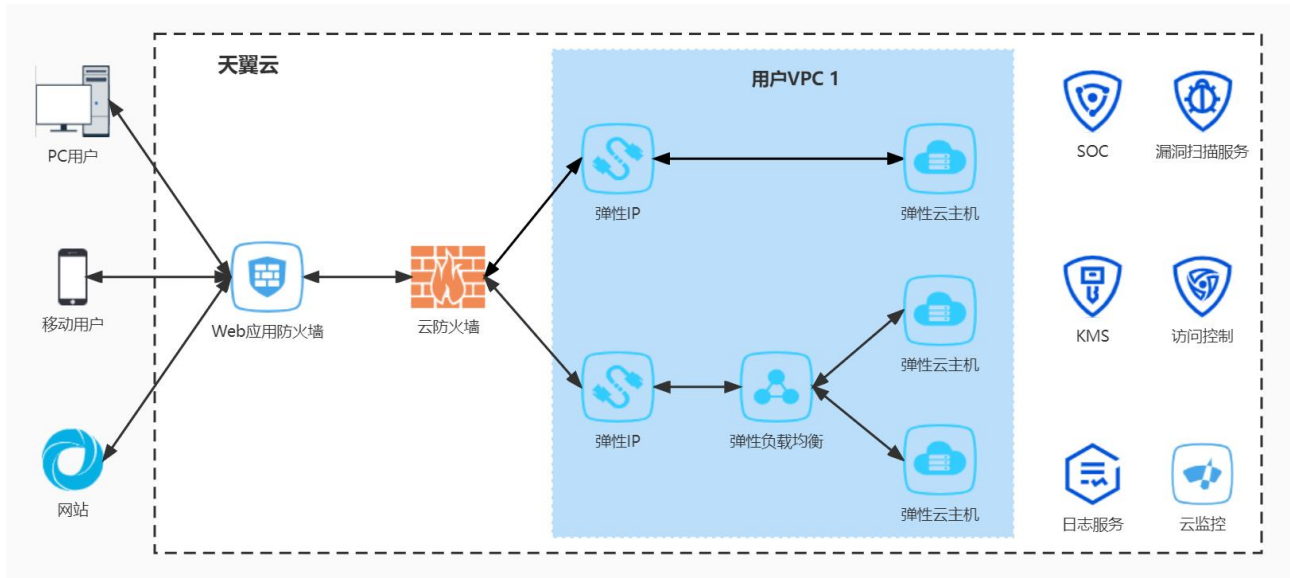 天翼云
用户VPC 1
PC用户
弹性IP
弹性云主机
SOC
漏洞扫描服务
移动用户
Web应用防火墙
云防火墙
弹性云主机
KMS
访问控制
弹性IP
弹性负载均衡
网站
弹性云主机
日志服务
云监控